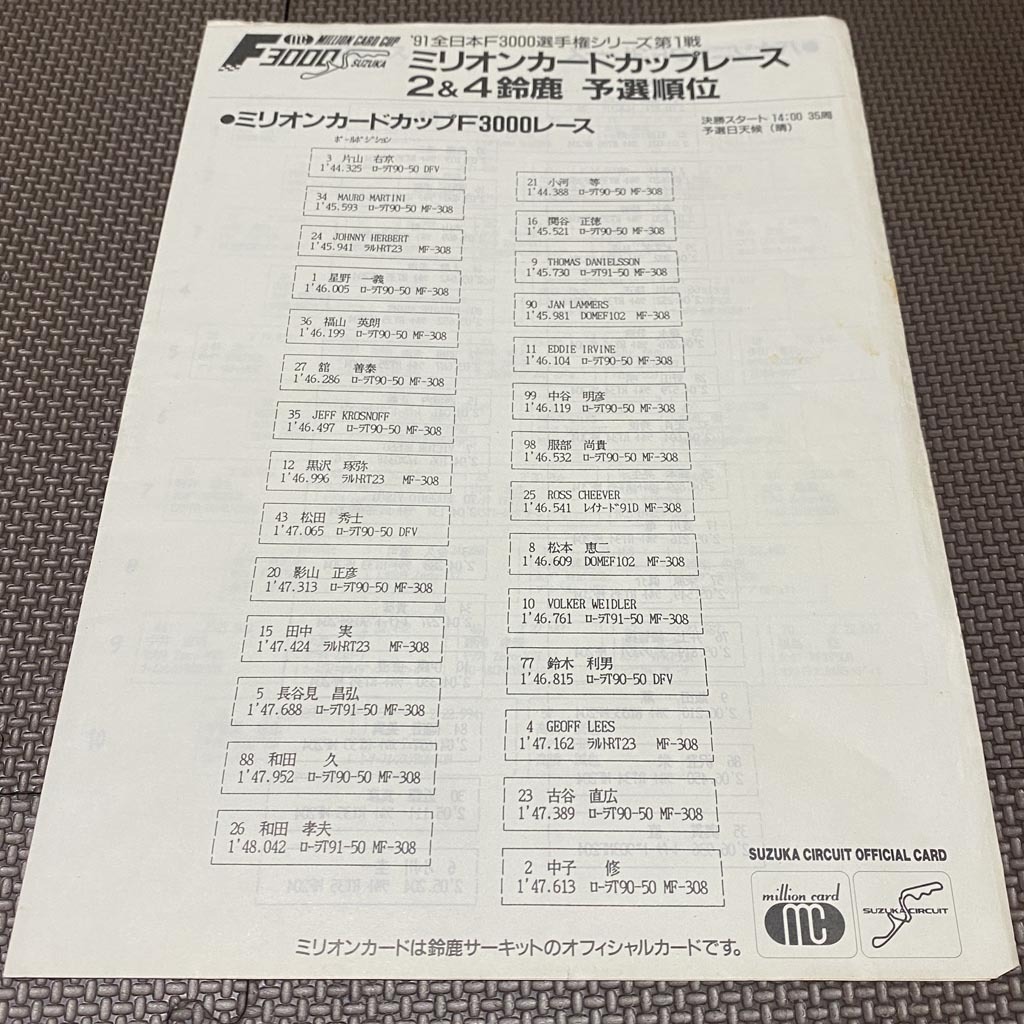 MILLION CARD CUP
F3000 SUZUKA
'91全日本F3000選手権シリーズ第1戦
ミリオンカードカップレース
2&4鈴鹿 予選順位
●ミリオンカードカップF3000レース
決勝スタート 14:00 35周
予選日天候（晴）
ポールポジション
3 片山 右京
1'44.325 ローラT90-50 DFV
21 小河 等
1'44.388 ローラT90-50 MF-308
34 MAURO MARTINI
1'45.593 ローラT90-50 MF-308
16 関谷 正徳
1'45.521 ローラT90-50 MF-308
24 JOHNNY HERBERT
1'45.941 ラルトRT23 MF-308
9 THOMAS DANIELSSON
1'45.730 ローラT91-50 MF-308
1 星野 一義
1'46.005 ローラT90-50 MF-308
90 JAN LAMMERS
1'45.981 DOMEF102 MF-308
36 福山 英朗
1'46.199 ローラT90-50 MF-308
11 EDDIE IRVINE
1'46.104 ローラT90-50 MF-308
27 舘 善泰
1'46.286 ローラT90-50 MF-308
99 中谷 明彦
1'46.119 ローラT90-50 MF-308
35 JEFF KROSNOFF
1'46.497 ローラT90-50 MF-308
98 服部 尚貴
1'46.532 ローラT90-50 MF-308
12 黒沢 琢弥
1'46.996 ラルトRT23 MF-308
25 ROSS CHEEVER
1'46.541 レイナード91D MF-308
43 松田 秀士
1'47.065 ローラT90-50 DFV
8 松本 恵二
1'46.609 DOMEF102 MF-308
20 影山 正彦
1'47.313 ローラT90-50 MF-308
10 VOLKER WEIDLER
1'46.761 ローラT91-50 MF-308
15 田中 実
1'47.424 ラルトRT23 MF-308
77 鈴木 利男
1'46.815 ローラT90-50 DFV
5 長谷見 昌弘
1'47.688 ローラT91-50 MF-308
4 GEOFF LEES
1'47.162 ラルトRT23 MF-308
88 和田 久
1'47.952 ローラT90-50 MF-308
23 古谷 直広
1'47.389 ローラT90-50 MF-308
26 和田 孝夫
1'48.042 ローラT91-50 MF-308
2 中子 修
1'47.613 ローラT90-50 MF-308
SUZUKA CIRCUIT OFFICIAL CARD
million card
mc
SUZUKA CIRCUIT
ミリオンカードは鈴鹿サーキットのオフィシャルカードです。